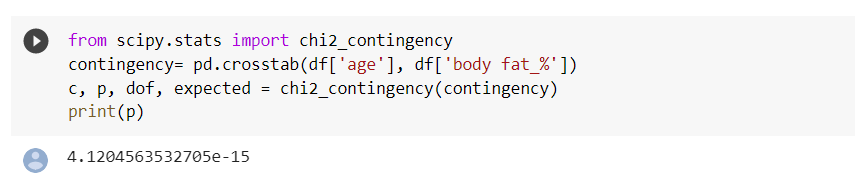 from scipy.stats import chi2_contingency
contingency= pd.crosstab(df['age'], df['body fat_%'])
c, p, dof, expected = chi2_contingency(contingency)
print(p)
4.1204563532705e-15